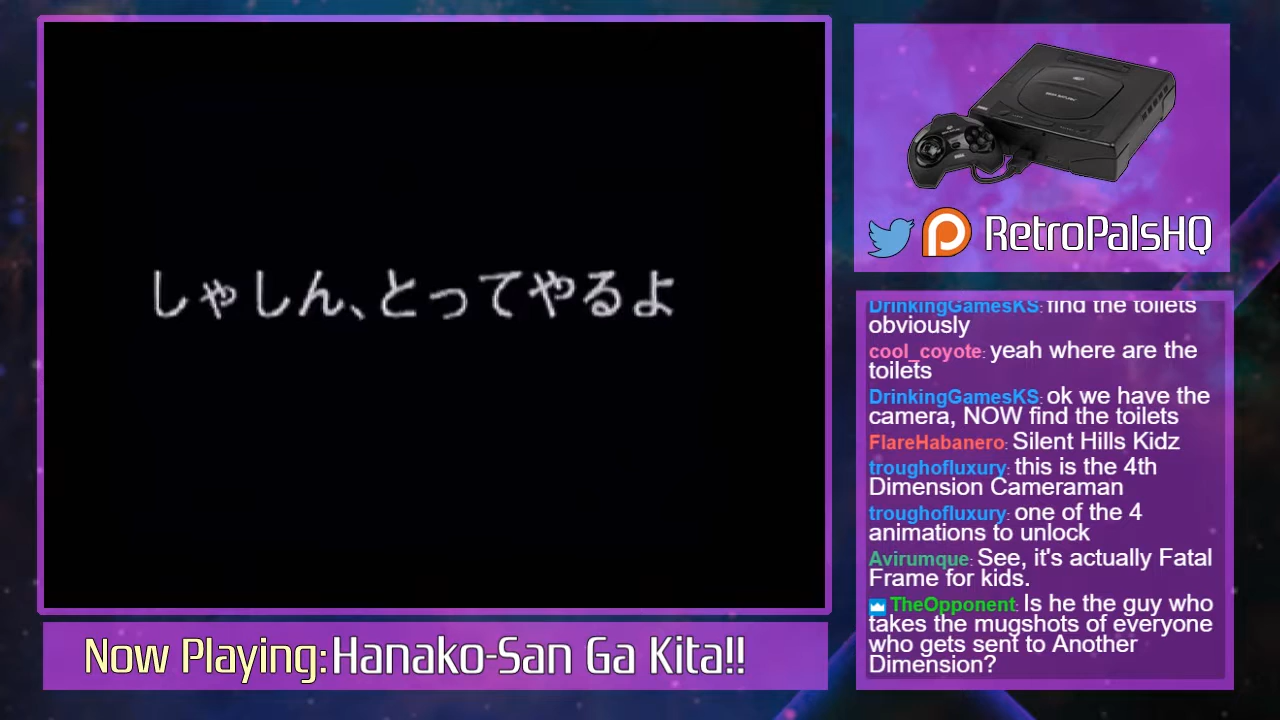 しゃしん、とってやるよ
Now Playing:Hanako-San Ga Kita!!
RetroPalsHQ
DrinkingGamesKS: find the toilets
obviously
cool_coyote: yeah where are the
toilets
DrinkingGamesKS: ok we have the
camera, NOW find the toilets
FlareHabanero: Silent Hills Kidz
troughofluxury: this is the 4th
Dimension Cameraman
troughofluxury: one of the 4
animations to unlock
Avirumque: See, it's actually Fatal
Frame for kids.
TheOpponent: Is he the guy who
takes the mugshots of everyone
who gets sent to Another
Dimension?